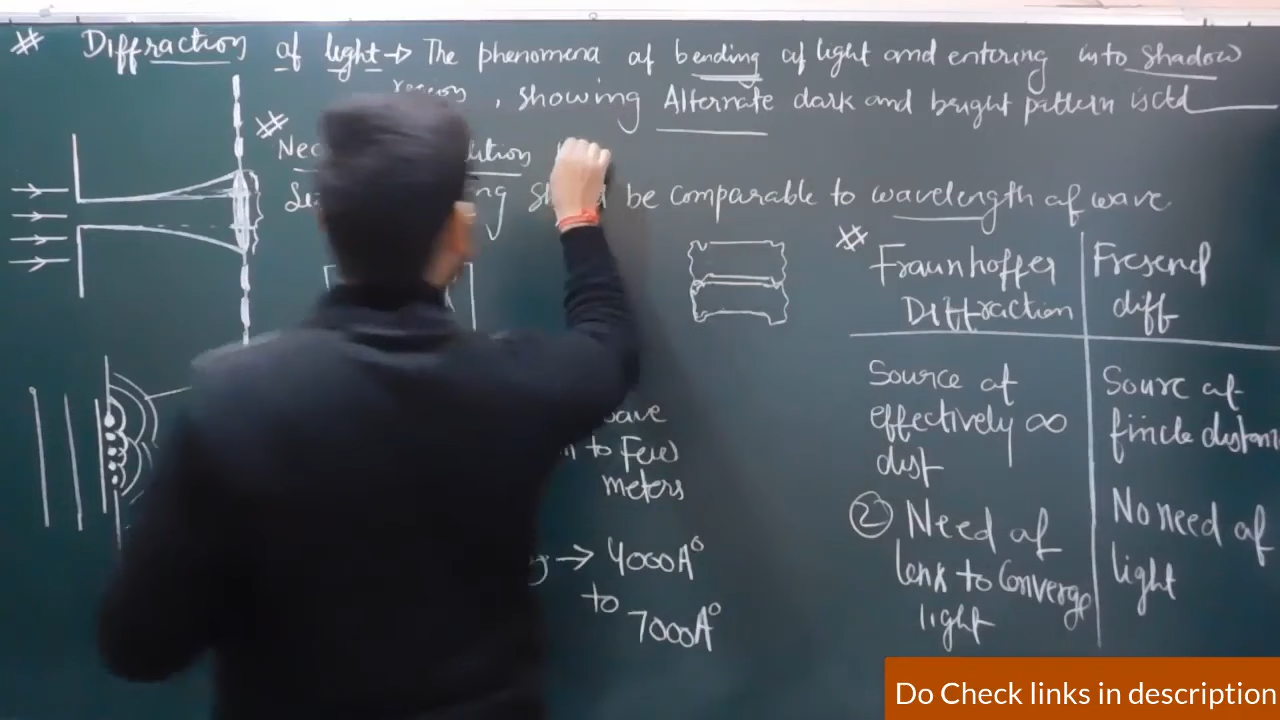 Diffraction of light → The phenomena of bending of light and entering into shadow
region, showing Alternate dark and bright pattern is cld
Nec
be comparable to wavelength of wave
Fraunhoffer
Diffraction
Fresenel
diff
Source at
effectively ∞
dist
Sourc at
finite distan
② Need of
lens to Converge
light
No need of
light
wave
to Few
meters
→ 4000A°
to
7000A°
Do Check links in description